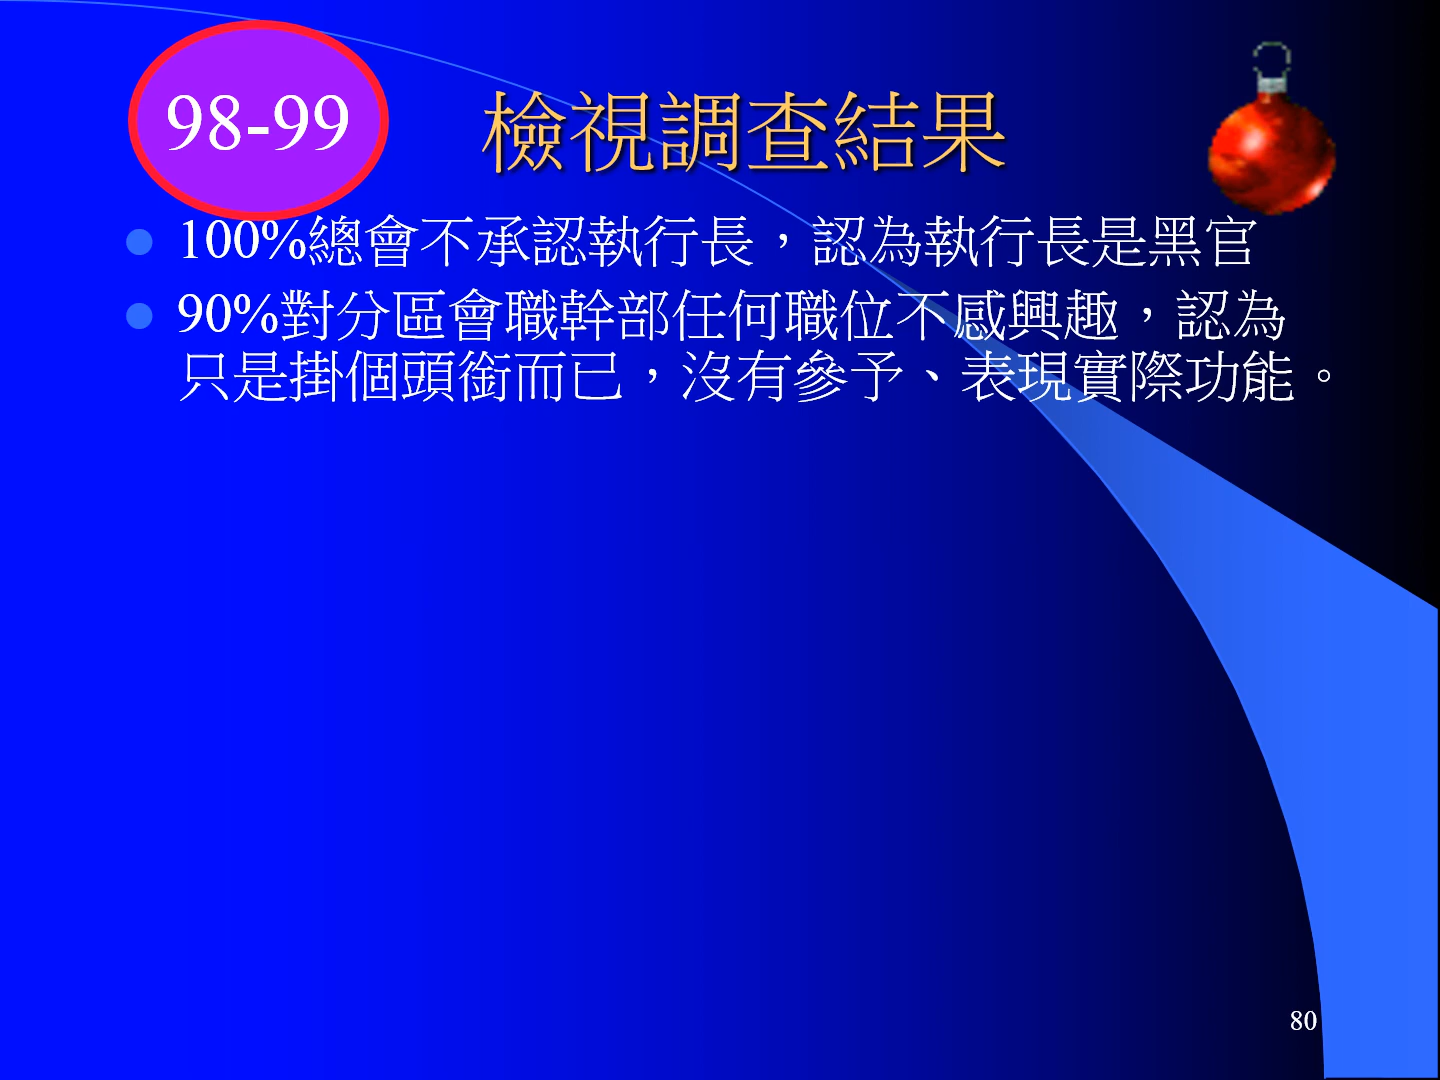 98-99
檢視調查結果
100%總會不承認執行長，認為執行長是黑官
90%對分區會職幹部任何職位不感興趣，認為
只是掛個頭銜而已，沒有參予、表現實際功能。
80